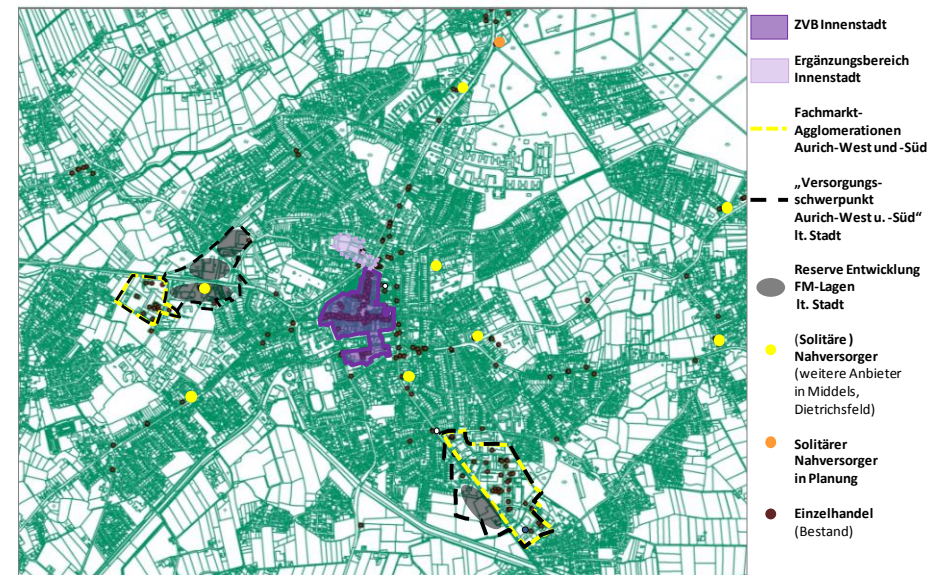 ZVB Innenstadt
Ergänzungsbereich
Innenstadt
Fachmarkt-
Agglomerationen
Aurich-West und -Süd
„Versorgungs-
schwerpunkt
Aurich-West u. -Süd“
lt. Stadt
Reserve Entwicklung
FM-Lagen
lt. Stadt
(Solitäre)
Nahversorger
(weitere Anbieter
in Middels,
Dietrichsfeld)
Solitärer
Nahversorger
in Planung
Einzelhandel
(Bestand)